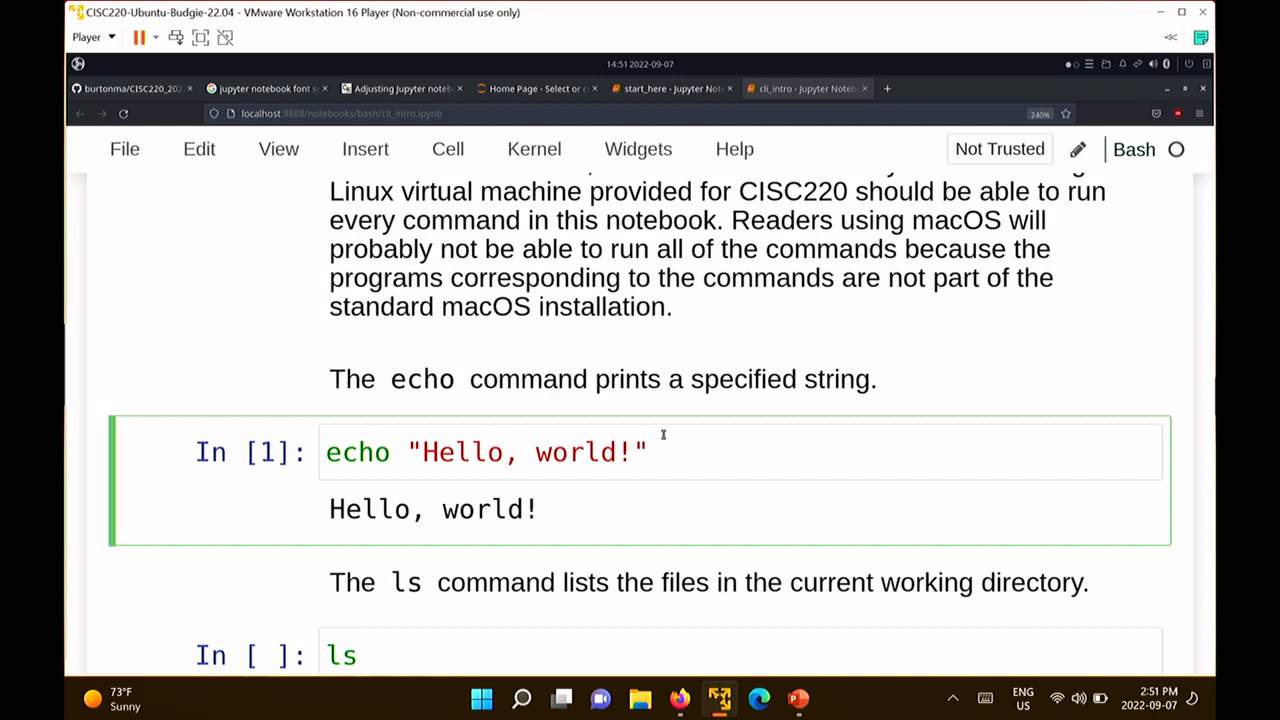 CISC220-Ubuntu-Budgie-22.04 - VMware Workstation 16 Player (Non-commercial use only)
Player
14:51 2022-09-07
burtonma/CISC220_202
jupyter notebook font si
Adjusting Jupyter noteb
Home Page - Select or c
start_here - Jupyter Note
cli_intro - Jupyter Noteb
localhost:8888/notebooks/bash/cli_intro.ipynb
240%
File Edit View Insert Cell Kernel Widgets Help Not Trusted Bash
Linux virtual machine provided for CISC220 should be able to run
every command in this notebook. Readers using macOS will
probably not be able to run all of the commands because the
programs corresponding to the commands are not part of the
standard macOS installation.
The echo command prints a specified string.
In [1]: echo "Hello, world!"
Hello, world!
The ls command lists the files in the current working directory.
In [ ]: ls
73°F
Sunny
ENG
US
2:51 PM
2022-09-07